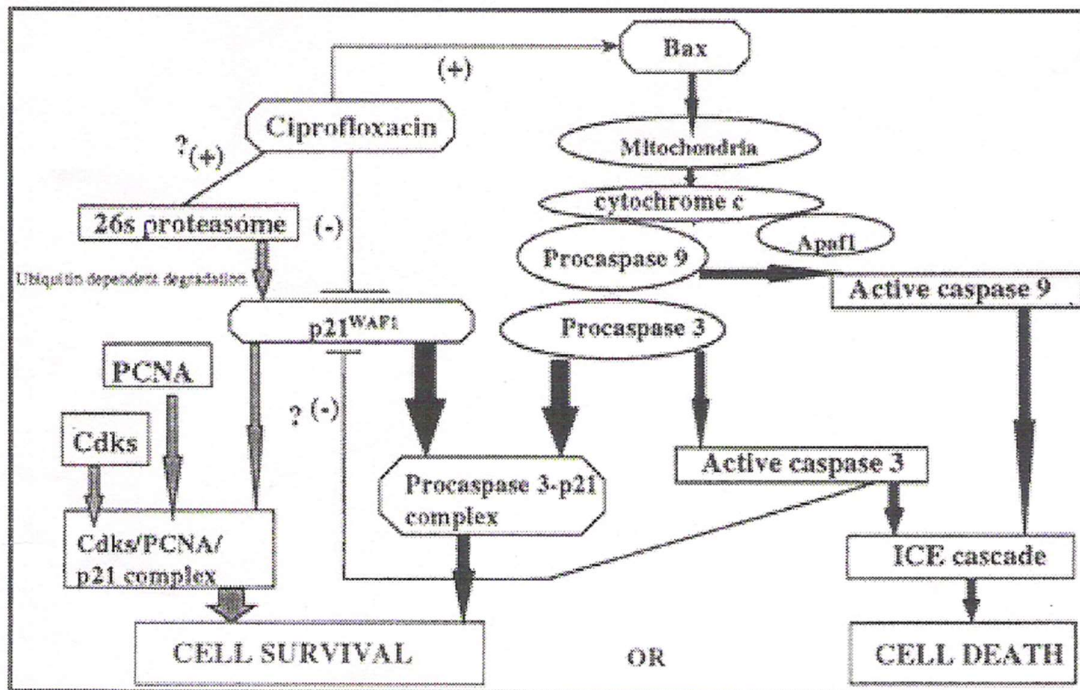 Bax
(+)
Ciprofloxacin
?
(+)
Mitochondria
cytochrome c
26s proteasome
(-)
Apaf1
Procaspase 9
Ubiquitin dependent degradation
Active caspase 9
p21WAF1
Procaspase 3
PCNA
? (-)
Cdks
Active caspase 3
Procaspase 3-p21
complex
Cdks/PCNA/
p21 complex
ICE cascade
CELL SURVIVAL
OR
CELL DEATH